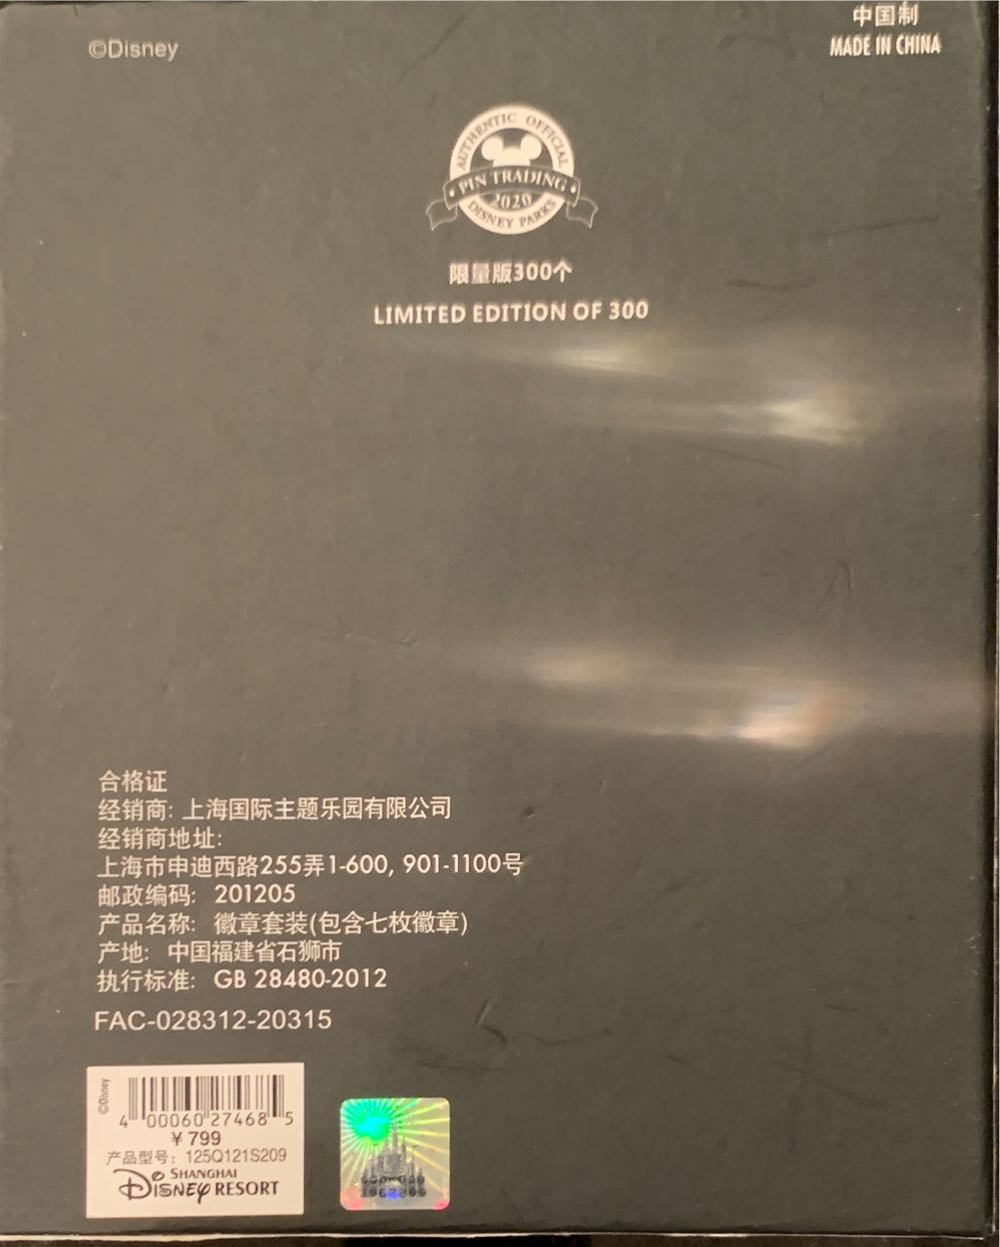 ©Disney
中国制
MADE IN CHINA
AUTHENTIC OFFICIAL
PIN TRADING
2020
DISNEY PARKS
限量版300个
LIMITED EDITION OF 300
合格证
经销商: 上海国际主题乐园有限公司
经销商地址:
上海市申迪西路255弄1-600, 901-1100号
邮政编码: 201205
产品名称: 徽章套装(包含七枚徽章)
产地: 中国福建省石狮市
执行标准: GB 28480-2012
FAC-028312-20315
©Disney
4 00060 27468 5
¥ 799
产品型号: 125Q121S209
SHANGHAI
DISNEY RESORT